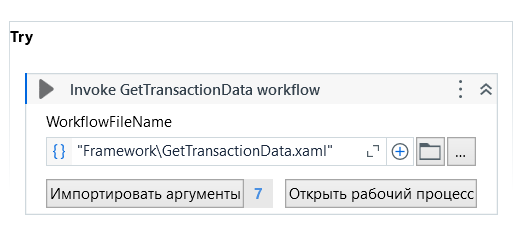 Try
Invoke GetTransactionData workflow
WorkflowFileName
{} "Framework\GetTransactionData.xaml" ...
Импортировать аргументы 7 Открыть рабочий процесс